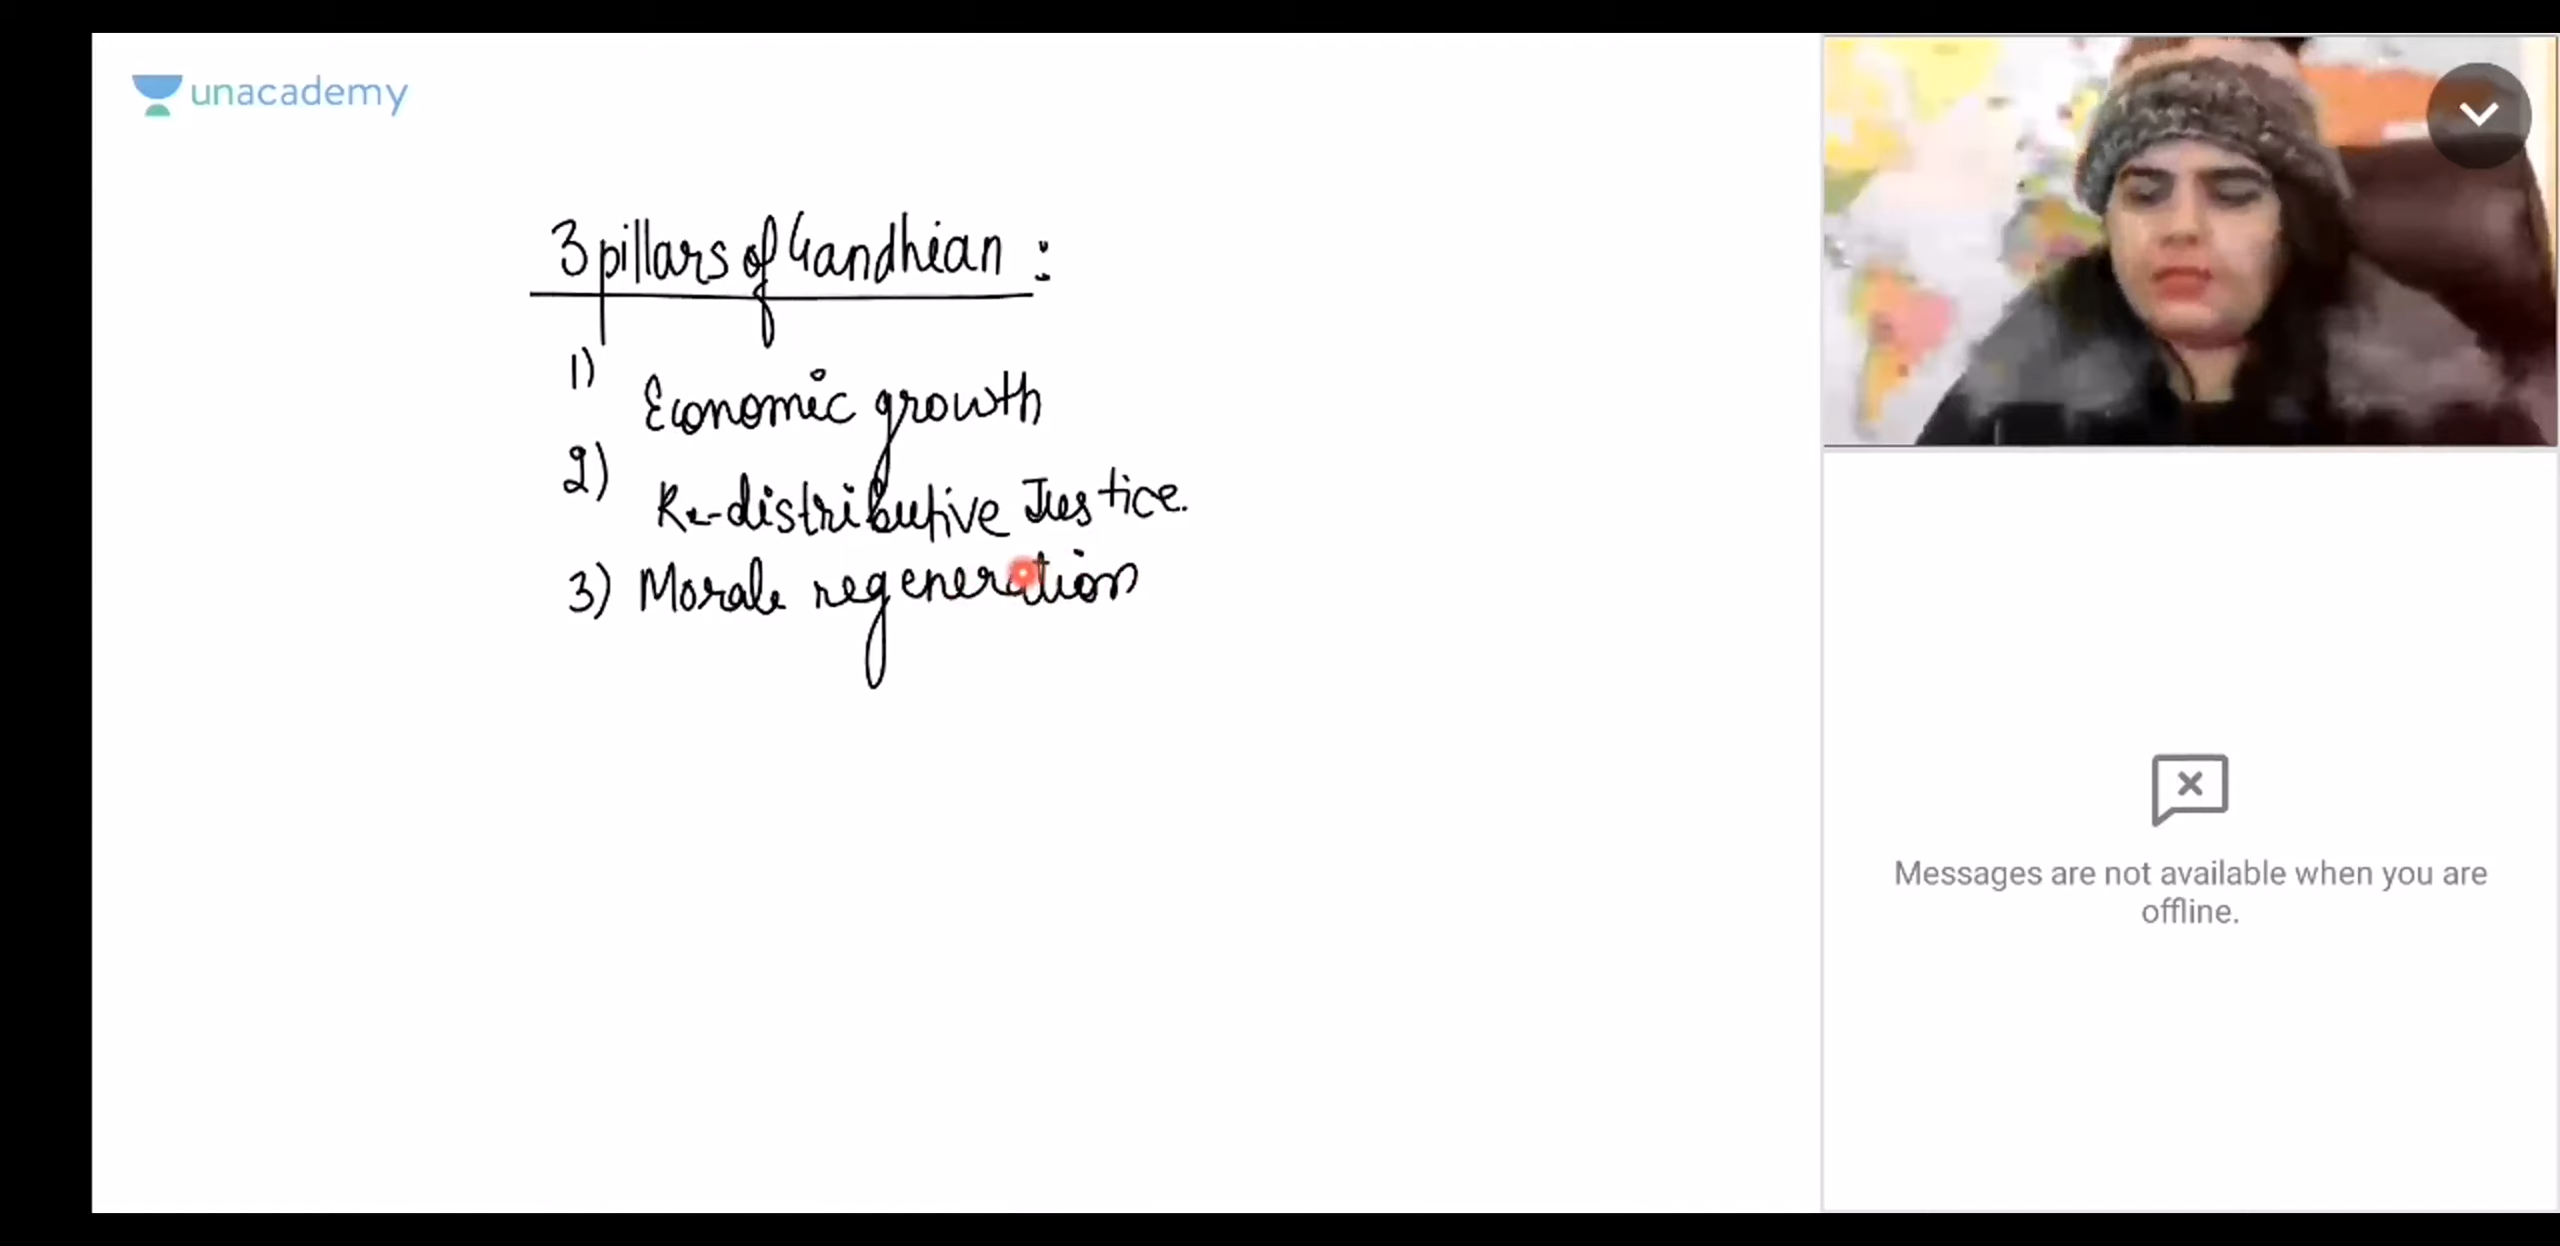 unacademy
3 pillars of Gandhian :
1) Economic growth
2) Re-distributive Justice.
3) Morale regeneration
Messages are not available when you are
offline.